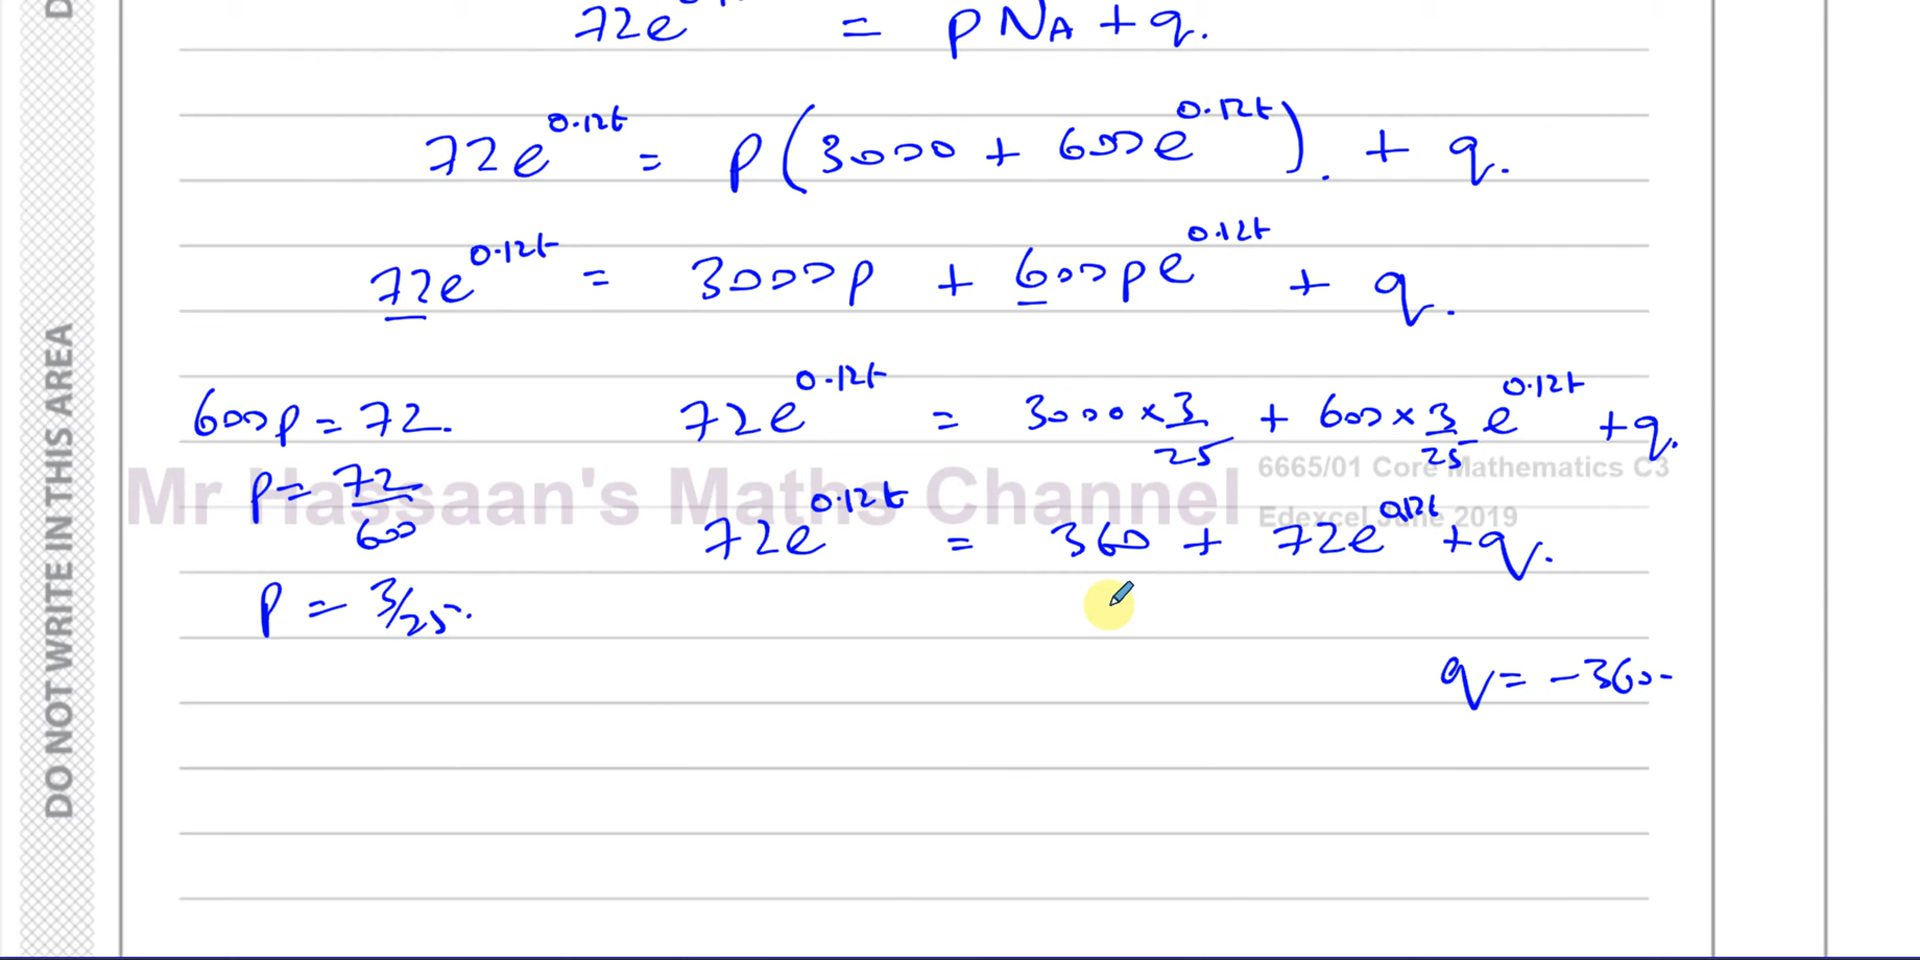 72e = pN_A + q.
72e^0.12t = p(3000 + 600e^0.12t). + q.
72e^0.12t = 3000p + 600pe^0.12t + q.
600p = 72. 72e^0.12t = 3000 × 3/25 + 600 × 3/25 e^0.12t + q.
p = 72/600 72e^0.12t = 360 + 72e^0.12t + q.
p = 3/25.
q = -360.
Mr Hassaan's Maths Channel
6665/01 Core Mathematics C3
Edexcel June 2019
DO NOT WRITE IN THIS AREA